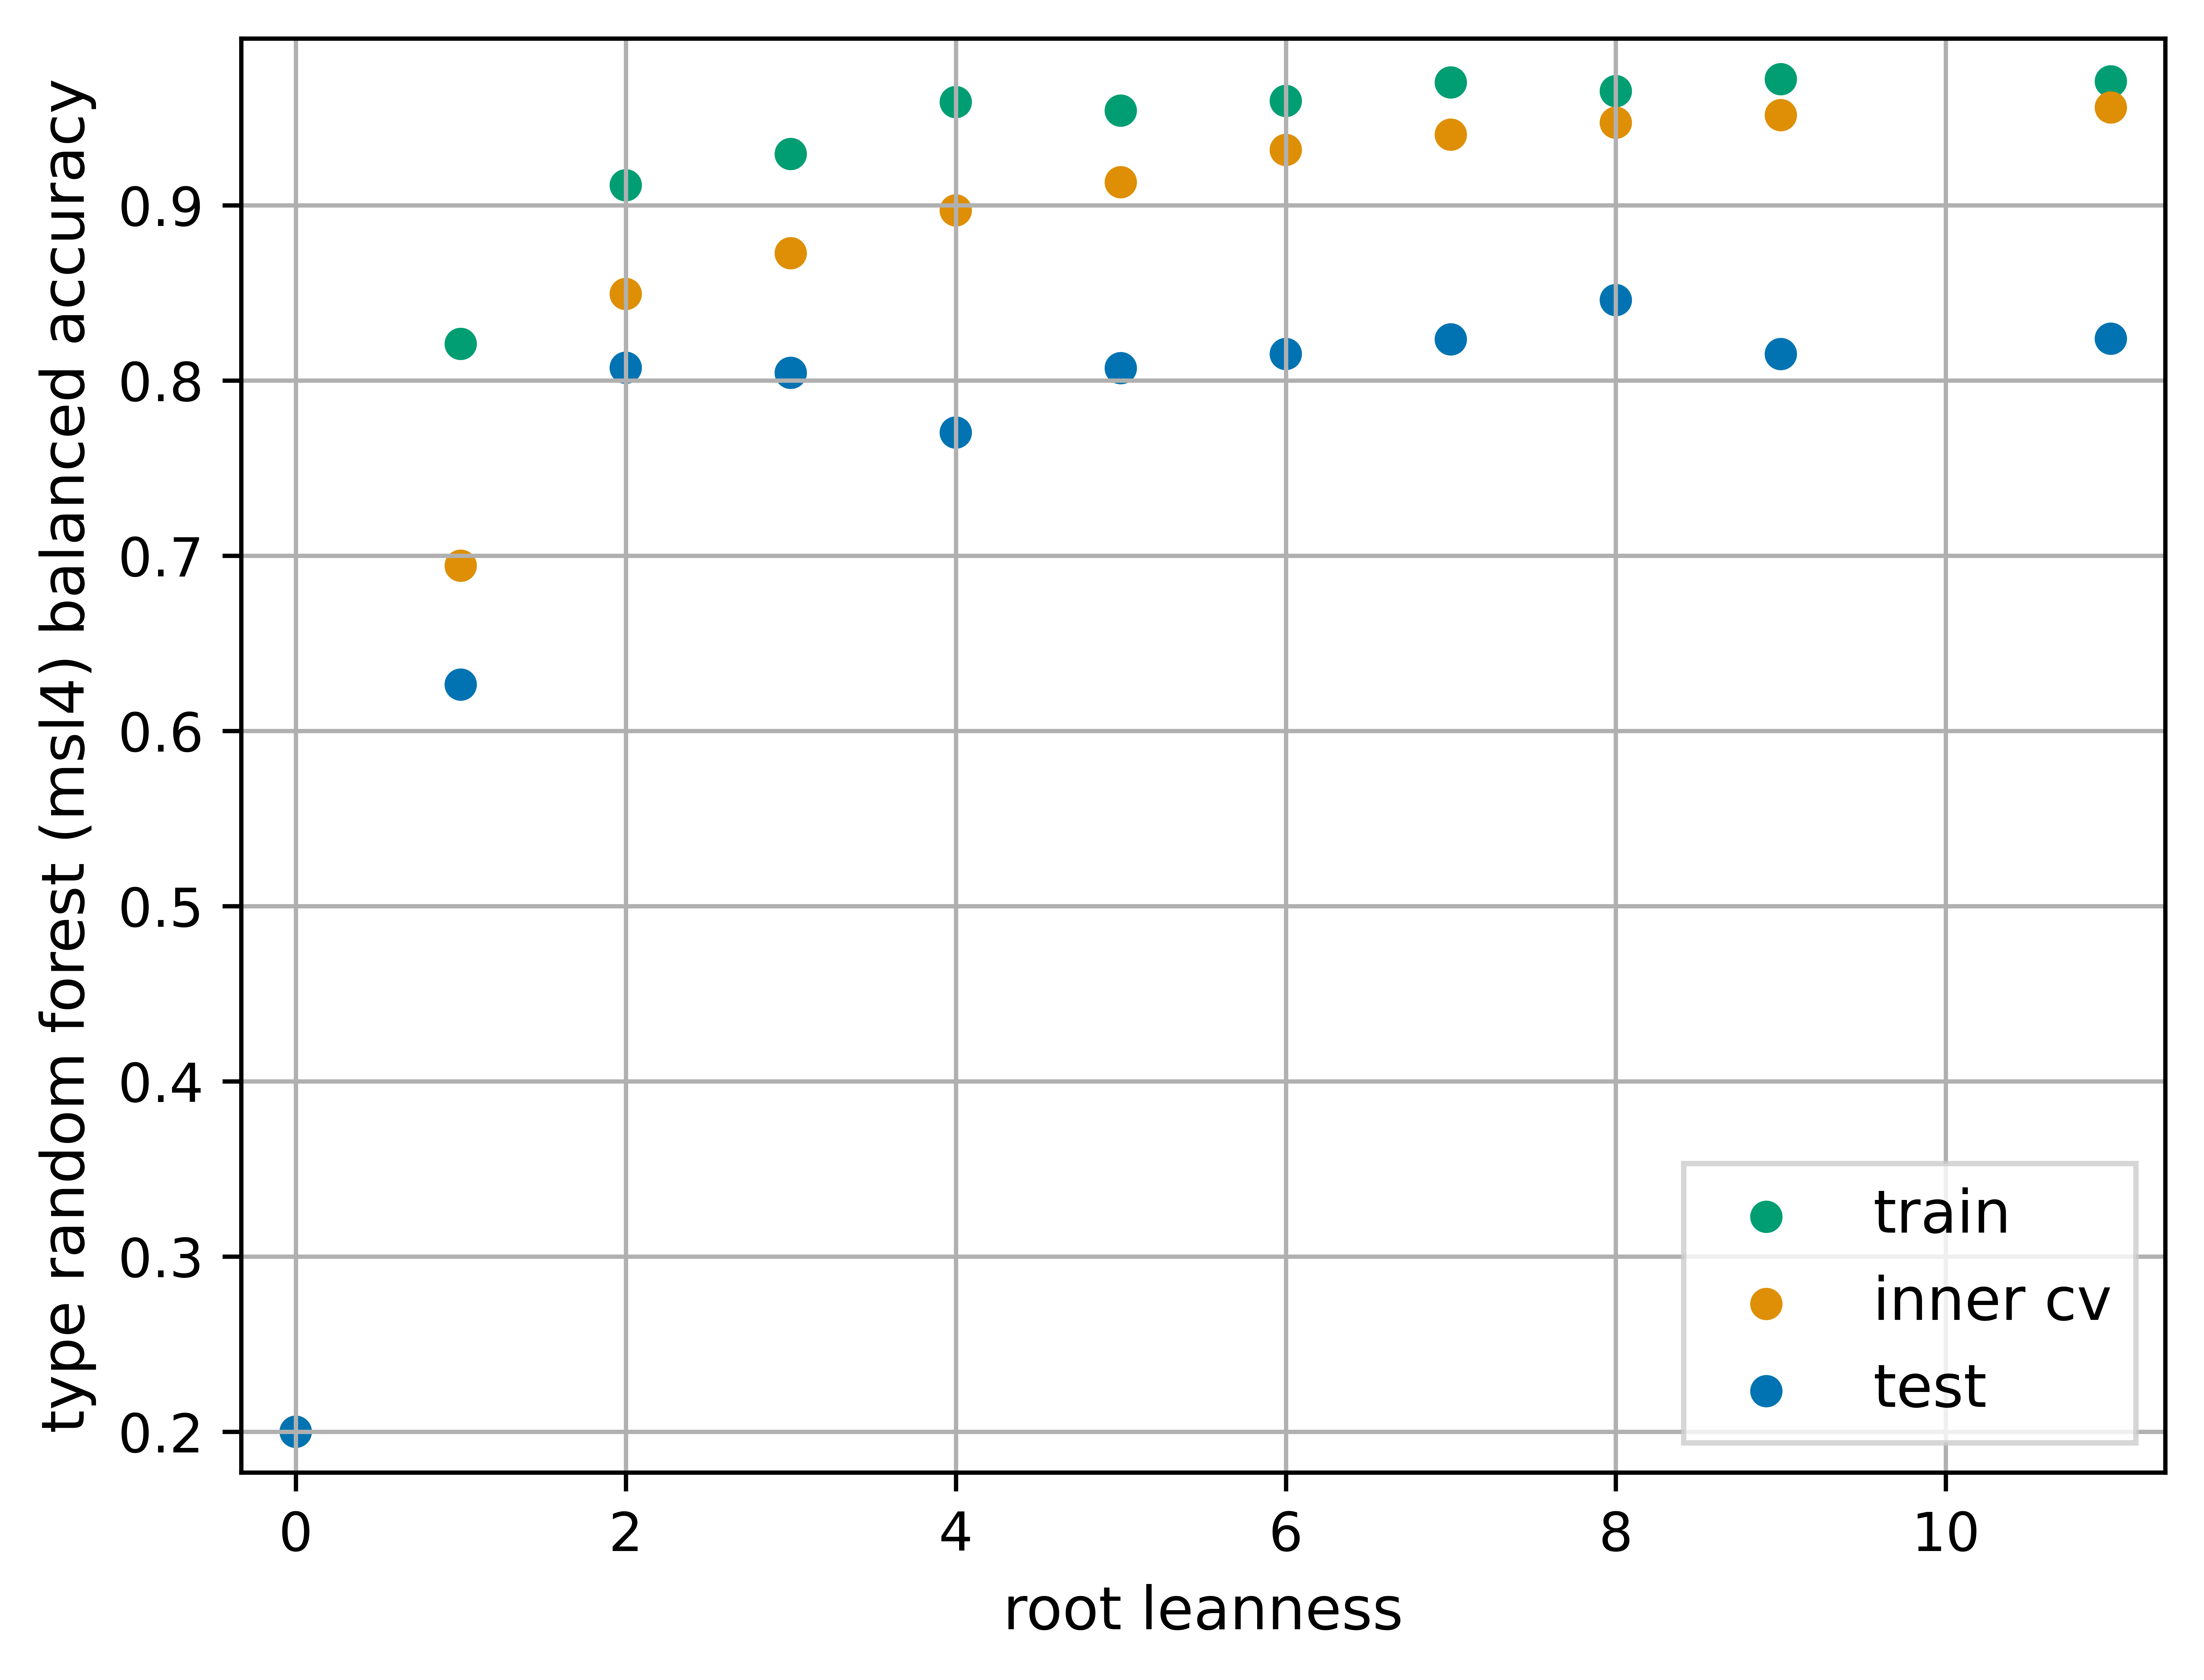 type random forest (msl4) balanced accuracy
0.9
0.8
0.7
0.6
0.5
0.4
0.3
0.2
0 2 4 6 8 10
root leanness
train
inner cv
test